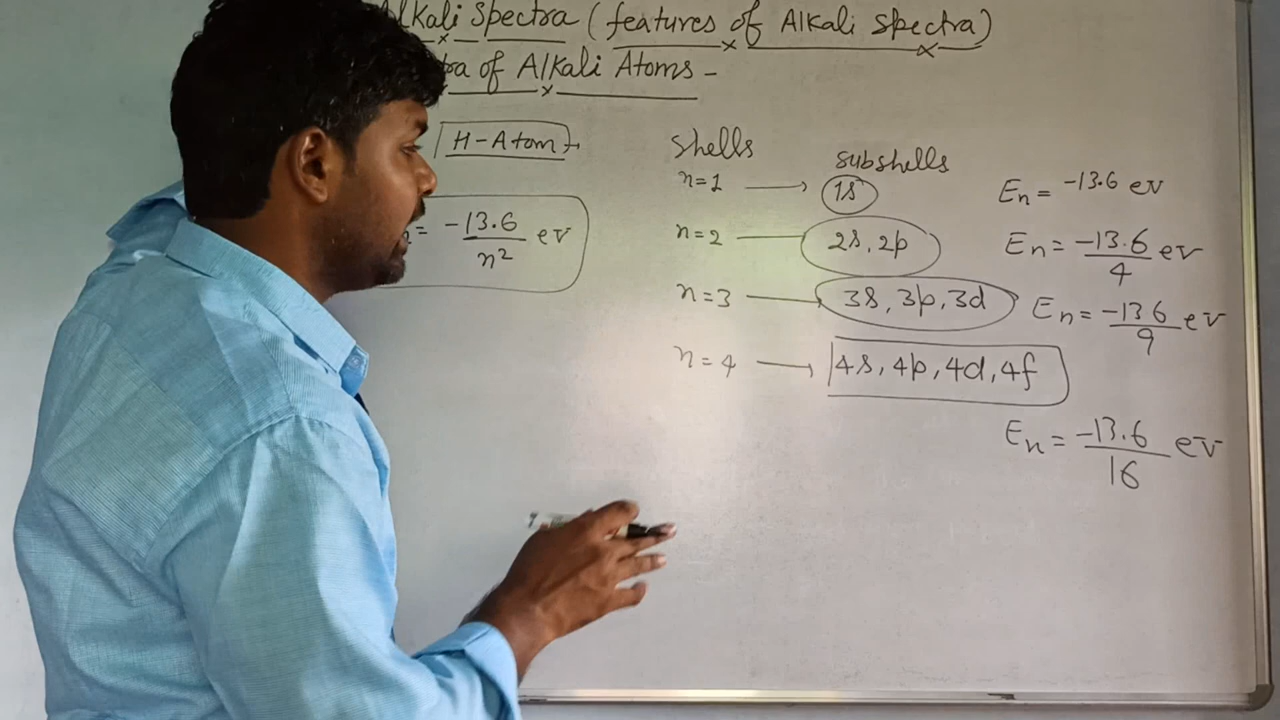 Alkali Spectra (features of Alkali Spectra)
of Alkali Atoms -
H-Atom
= -13.6/n² ev
Shells subshells
n=1 → 1s En = -13.6 ev
n=2 — 2s, 2p En = -13.6/4 ev
n=3 — 3s, 3p, 3d En = -13.6/9 ev
n=4 → 4s, 4p, 4d, 4f
En = -13.6/16 ev